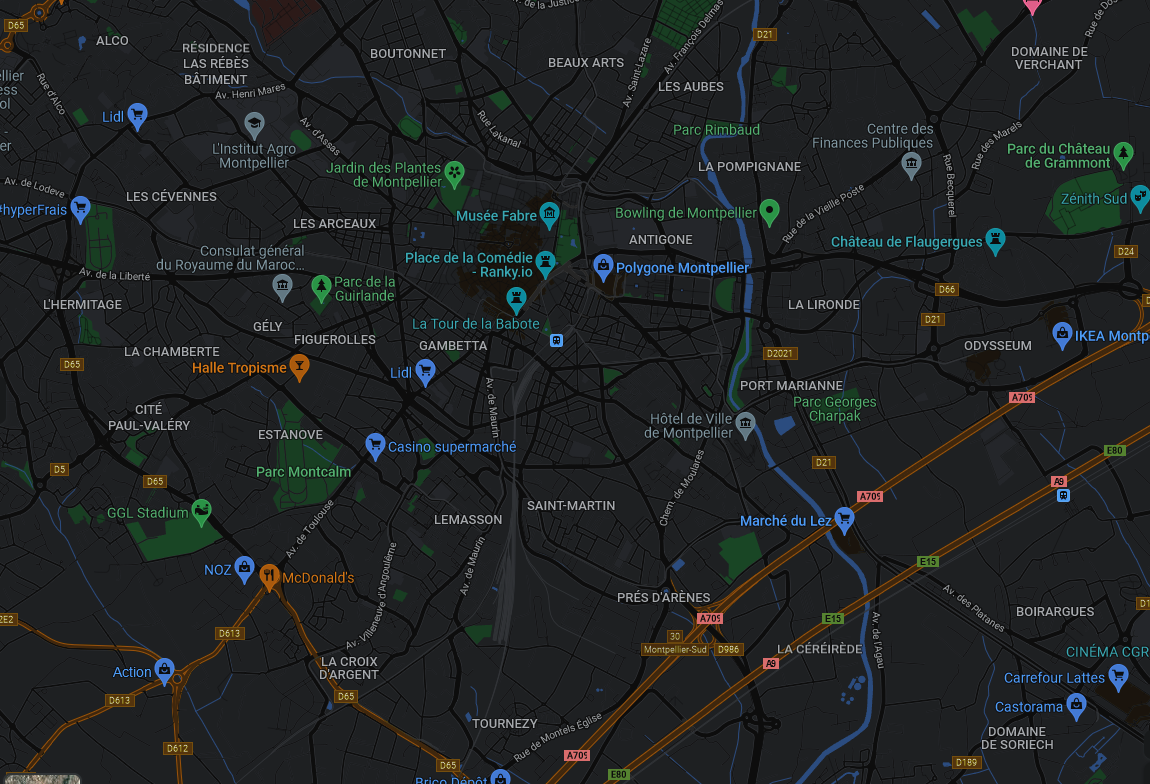 Av. de la Justice
D65
ALCO
RÉSIDENCE
LAS RÉBÈS
BÂTIMENT
BOUTONNET
BEAUX ARTS
Av. Saint-Lazare
Av. François Delmas
D21
DOMAINE DE
VERCHANT
Rue de
Rue d'Alco
Av. Henri Mares
LES AUBES
Lidl
L'Institut Agro
Montpellier
Av. d'Assas
Rue Lakanal
Parc Rimbaud
Centre des
Finances Publiques
Rue des Marels
Parc du Château
de Grammont
Av. de Lodeve
Jardin des Plantes
de Montpellier
LA POMPIGNANE
Rue Becquerel
LES CÉVENNES
hyperFrais
Musée Fabre
Bowling de Montpellier
Rue de la Vieille Poste
Zénith Sud
LES ARCEAUX
ANTIGONE
Château de Flaugergues
D24
Consulat général
du Royaume du Maroc...
Place de la Comédie
- Ranky.io
Polygone Montpellier
Av. de la Liberté
Parc de la
Guirlande
D66
L'HERMITAGE
LA LIRONDE
D21
GÉLY
FIGUEROLLES
La Tour de la Babote
GAMBETTA
IKEA Montp
ODYSSEUM
LA CHAMBERTE
D65
Halle Tropisme
Lidl
D2021
PORT MARIANNE
A709
Parc Georges
Charpak
CITÉ
PAUL-VALÉRY
Av. de Maurin
Hôtel de Ville
de Montpellier
ESTANOVE
Casino supermarché
E80
D5
D65
Parc Montcalm
D21
A9
A709
Chem. de Moulares
GGL Stadium
SAINT-MARTIN
LEMASSON
Marché du Lez
Av. de Toulouse
E15
NOZ
McDonald's
Av. de Maurin
Av. Villeneuve d'Angoulême
PRÉS D'ARÈNES
Av. des Platanes
BOIRARGUES
A709
E15
D613
30
Montpellier-Sud
D986
LA CÉRÉIRÈDE
Av. de l'Agau
CINÉMA CGR
Action
LA CROIX
D'ARGENT
A9
Carrefour Lattes
D613
D65
Castorama
TOURNEZY
Rue de Montels Église
DOMAINE
DE SORIECH
D612
A709
D65
D189
E80
Brico Dépôt